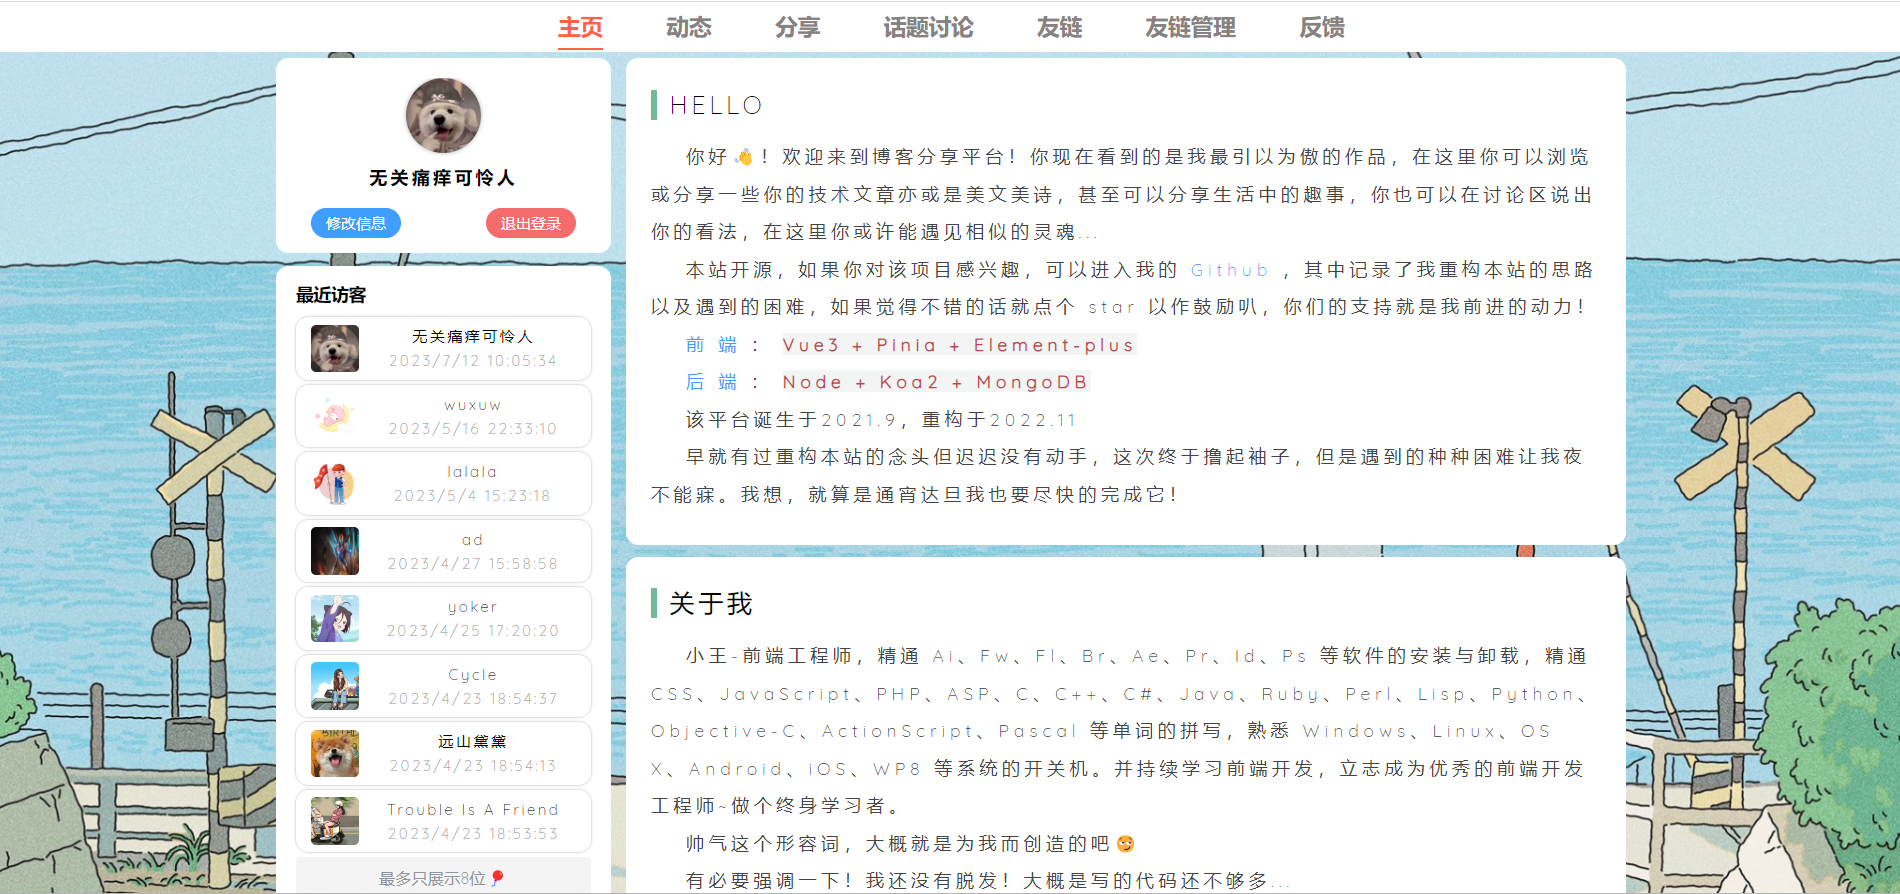 主页 动态 分享 话题讨论 友链 友链管理 反馈
无关痛痒可怜人
修改信息 退出登录
最近访客
无关痛痒可怜人
2023/7/12 10:05:34
wuxuw
2023/5/16 22:33:10
lalala
2023/5/4 15:23:18
ad
2023/4/27 15:58:58
yoker
2023/4/25 17:20:20
Cycle
2023/4/23 18:54:37
远山黛黛
2023/4/23 18:54:13
Trouble Is A Friend
2023/4/23 18:53:53
最多只展示8位🎈
HELLO
你好👋！欢迎来到博客分享平台！你现在看到的是我最引以为傲的作品，在这里你可以浏览
或分享一些你的技术文章亦或是美文美诗，甚至可以分享生活中的趣事，你也可以在讨论区说出
你的看法，在这里你或许能遇见相似的灵魂...
本站开源，如果你对该项目感兴趣，可以进入我的 Github ，其中记录了我重构本站的思路
以及遇到的困难，如果觉得不错的话就点个 star 以作鼓励叭，你们的支持就是我前进的动力！
前端： Vue3 + Pinia + Element-plus
后端： Node + Koa2 + MongoDB
该平台诞生于2021.9，重构于2022.11
早就有过重构本站的念头但迟迟没有动手，这次终于撸起袖子，但是遇到的种种困难让我夜
不能寐。我想，就算是通宵达旦我也要尽快的完成它！
关于我
小王-前端工程师，精通 Ai、Fw、Fl、Br、Ae、Pr、Id、Ps 等软件的安装与卸载，精通
CSS、JavaScript、PHP、ASP、C、C++、C#、Java、Ruby、Perl、Lisp、Python、
Objective-C、ActionScript、Pascal 等单词的拼写，熟悉 Windows、Linux、OS
X、Android、iOS、WP8 等系统的开关机。并持续学习前端开发，立志成为优秀的前端开发
工程师~做个终身学习者。
帅气这个形容词，大概就是为我而创造的吧🙄
有必要强调一下！我还没有脱发！大概是写的代码还不够多...